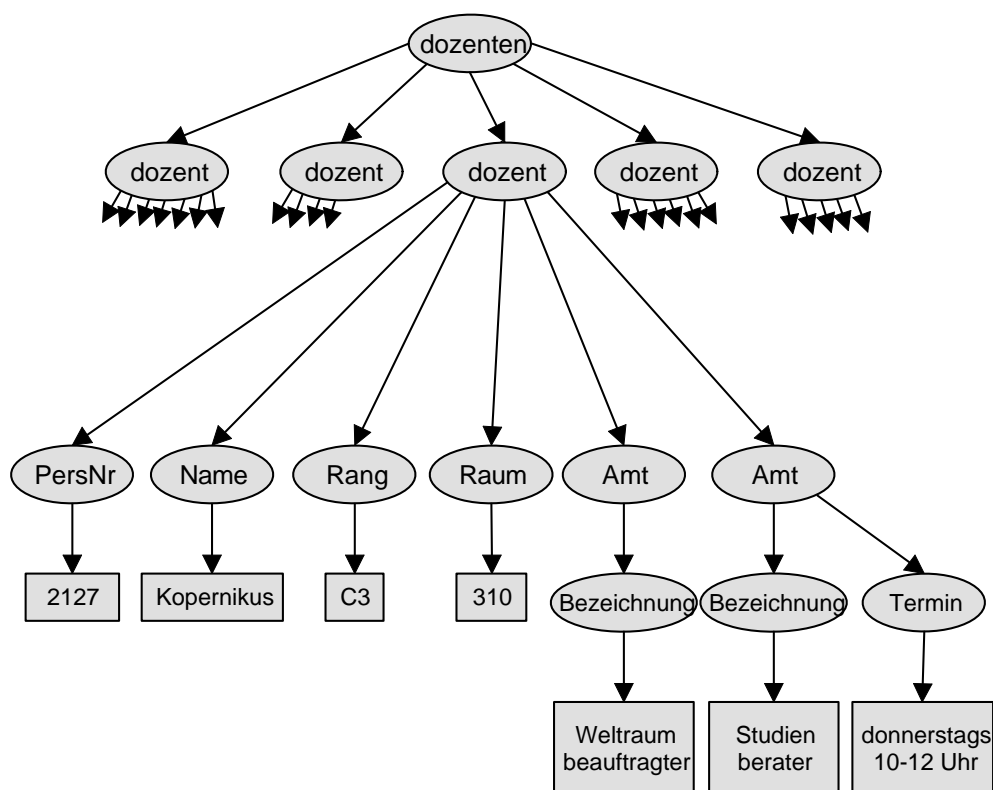 dozenten
dozent
dozent
dozent
dozent
dozent
PersNr
Name
Rang
Raum
Amt
Amt
2127
Kopernikus
C3
310
Bezeichnung
Bezeichnung
Termin
Weltraum
beauftragter
Studien
berater
donnerstags
10-12 Uhr